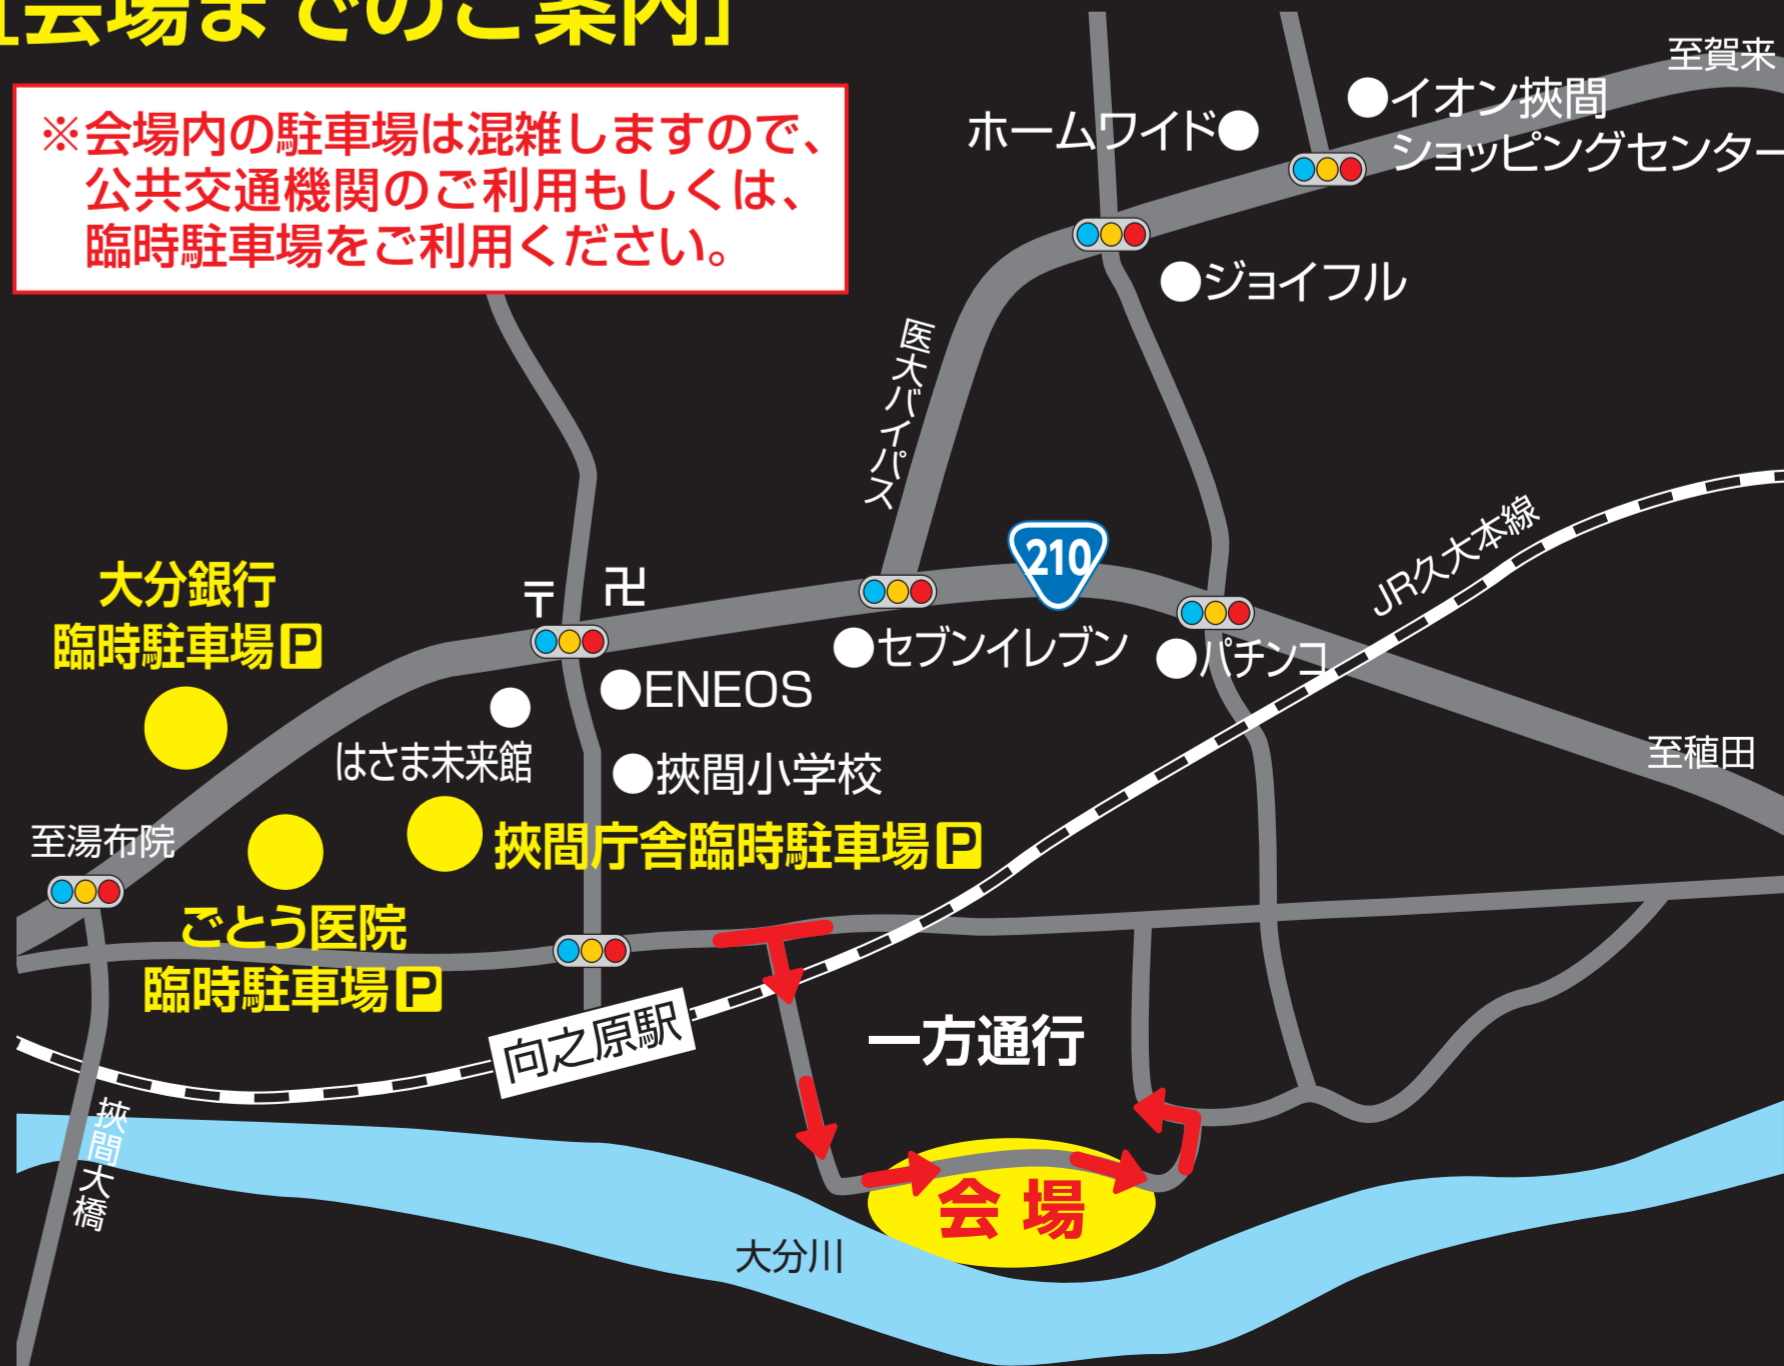 [会場までのご案内]
※会場内の駐車場は混雑しますので、
公共交通機関のご利用もしくは、
臨時駐車場をご利用ください。
至賀来
イオン挾間
ショッピングセンター
ホームワイド
ジョイフル
医大バイパス
210
JR久大本線
大分銀行
臨時駐車場P
〒 卍
セブンイレブン
パチンコ
ENEOS
はさま未来館
挾間小学校
至稙田
至湯布院
挾間庁舎臨時駐車場P
ごとう医院
臨時駐車場P
向之原駅
一方通行
挾間大橋
会場
大分川